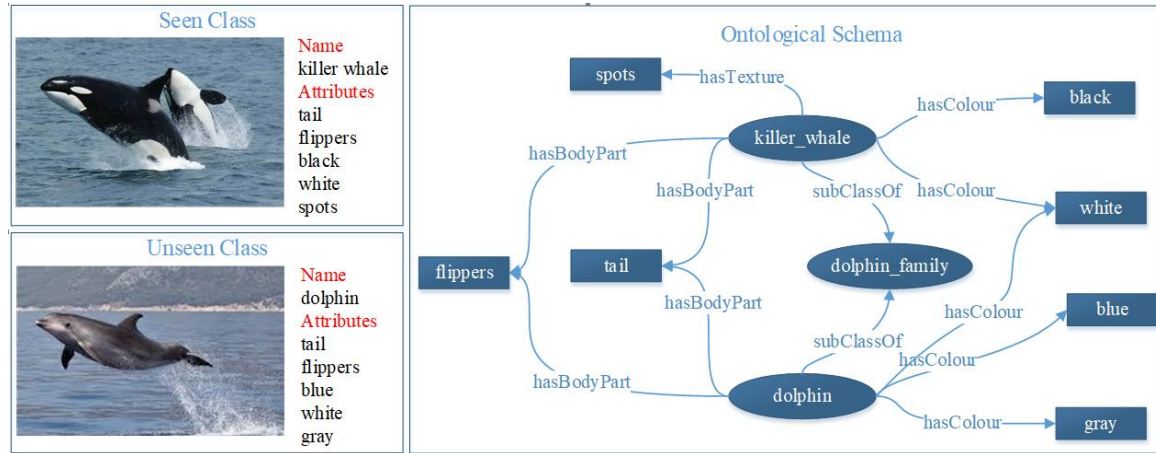 Seen Class
Name
killer whale
Attributes
tail
flippers
black
white
spots
Unseen Class
Name
dolphin
Attributes
tail
flippers
blue
white
gray
Ontological Schema
spots
hasTexture
hasColour
black
killer_whale
hasBodyPart
hasBodyPart
subClassOf
hasColour
white
flippers
tail
dolphin_family
hasBodyPart
hasColour
blue
subClassOf
hasColour
hasBodyPart
dolphin
hasColour
gray